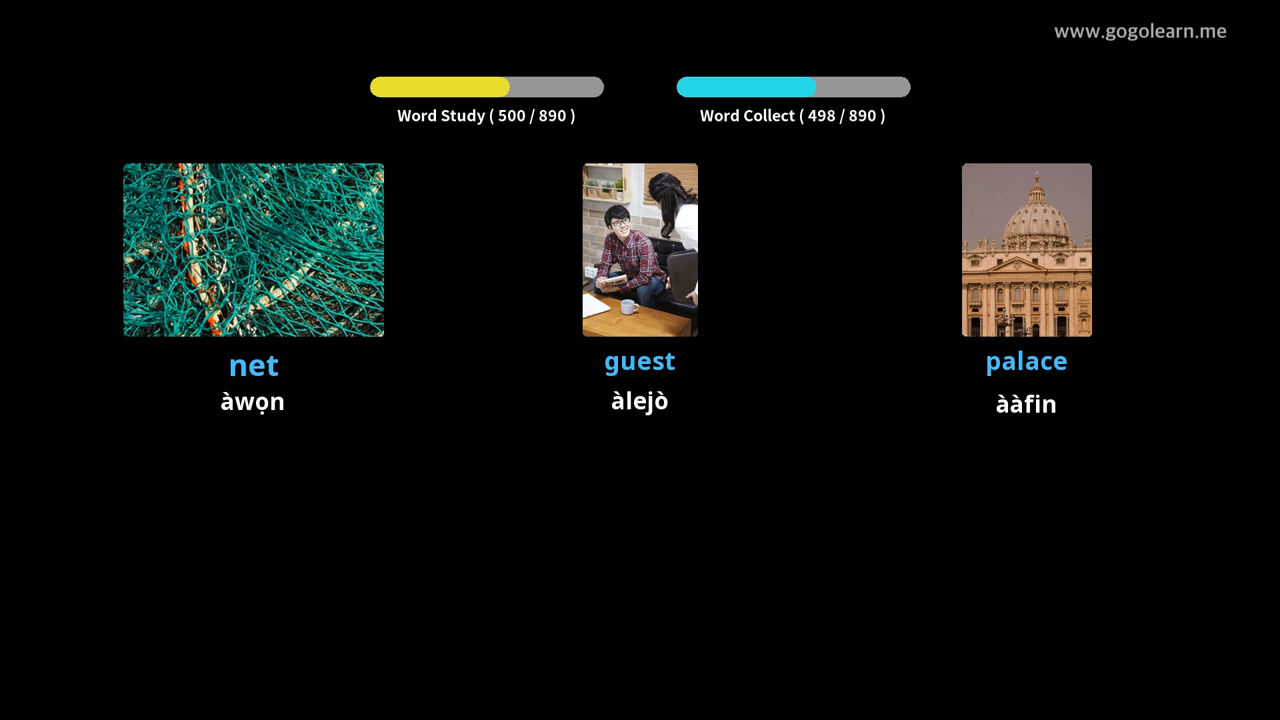 www.gogolearn.me
Word Study ( 500 / 890 )
Word Collect ( 498 / 890 )
net
guest
palace
àwọn
àlejò
ààfin